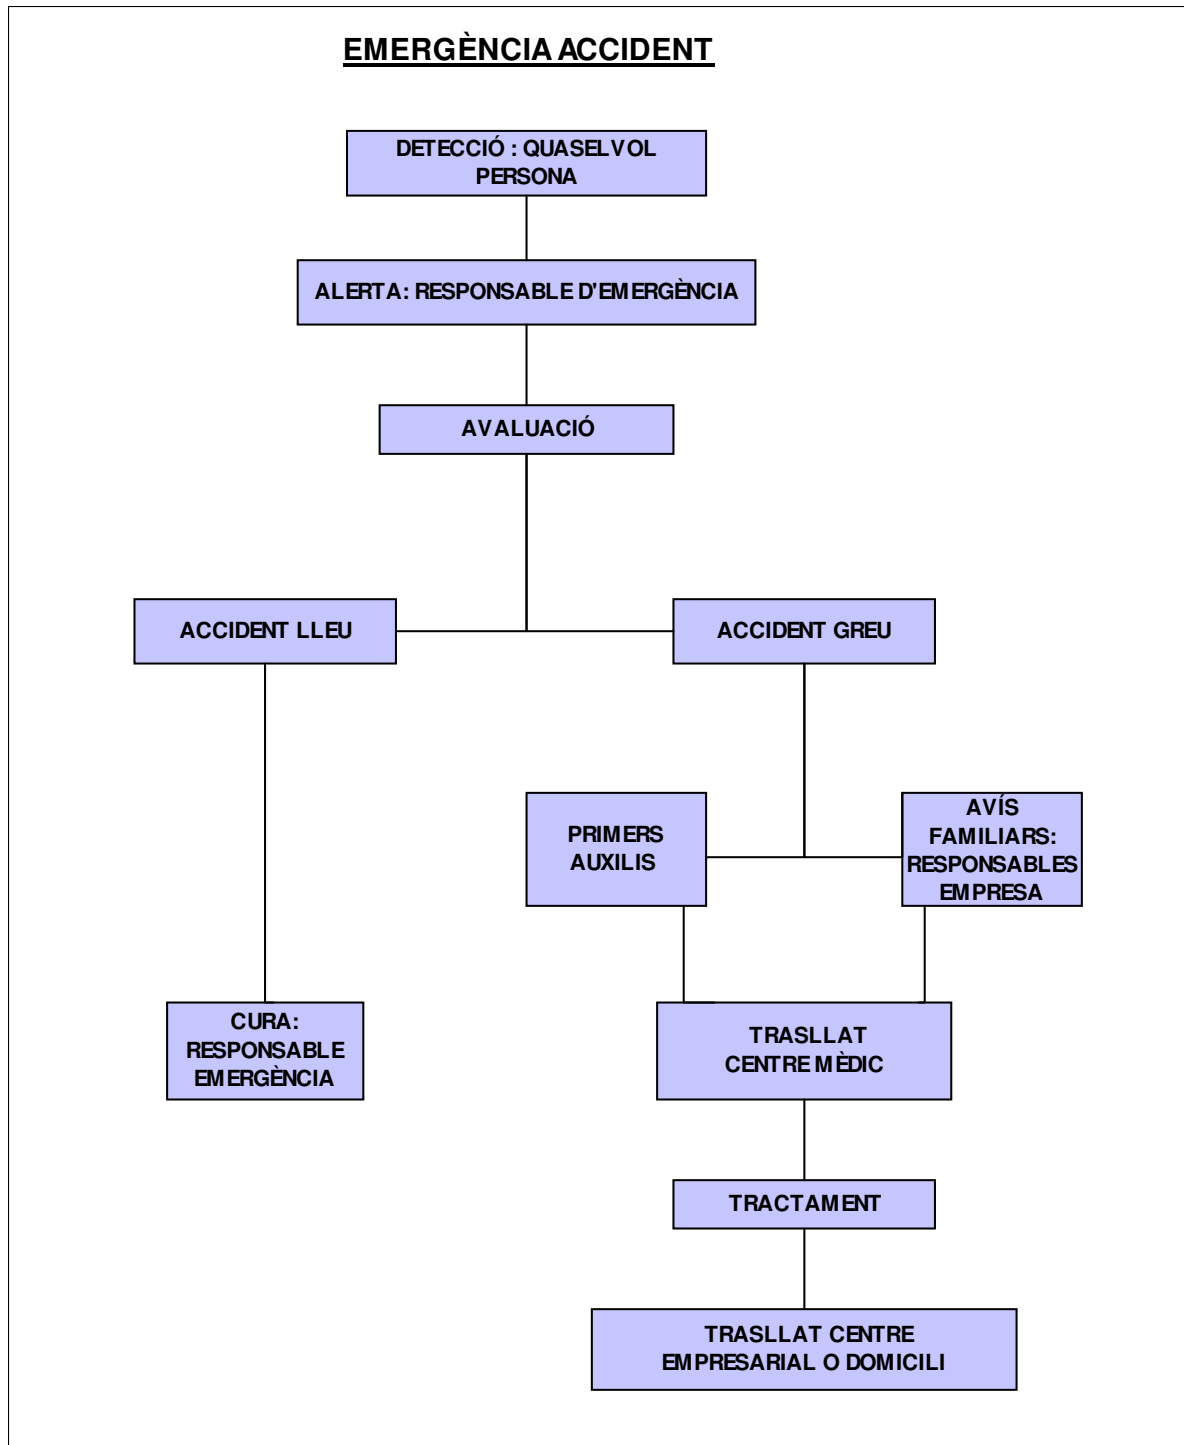 EMERGÈNCIA ACCIDENT
DETECCIÓ : QUASELVOL
PERSONA
ALERTA: RESPONSABLE D'EMERGÈNCIA
AVALUACIÓ
ACCIDENT LLEU
ACCIDENT GREU
PRIMERS
AUXILIS
AVÍS
FAMILIARS:
RESPONSABLES
EMPRESA
CURA:
RESPONSABLE
EMERGÈNCIA
TRASLLAT
CENTRE MÈDIC
TRACTAMENT
TRASLLAT CENTRE
EMPRESARIAL O DOMICILI